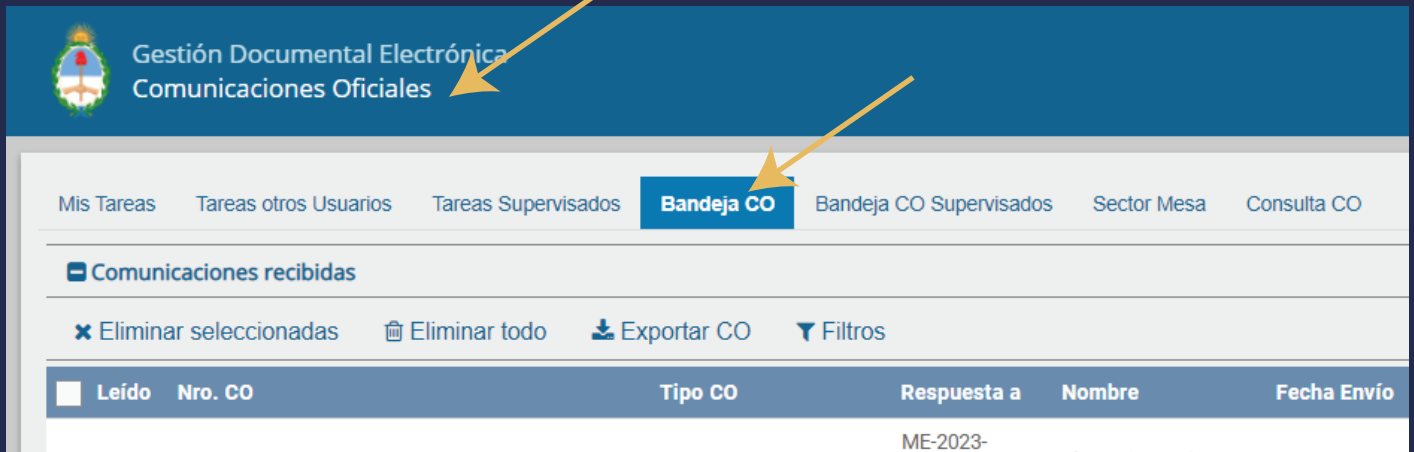 Gestión Documental Electrónica
Comunicaciones Oficiales
Mis Tareas Tareas otros Usuarios Tareas Supervisados Bandeja CO Bandeja CO Supervisados Sector Mesa Consulta CO
Comunicaciones recibidas
Eliminar seleccionadas Eliminar todo Exportar CO Filtros
Leído Nro. CO Tipo CO Respuesta a Nombre Fecha Envío
ME-2023-